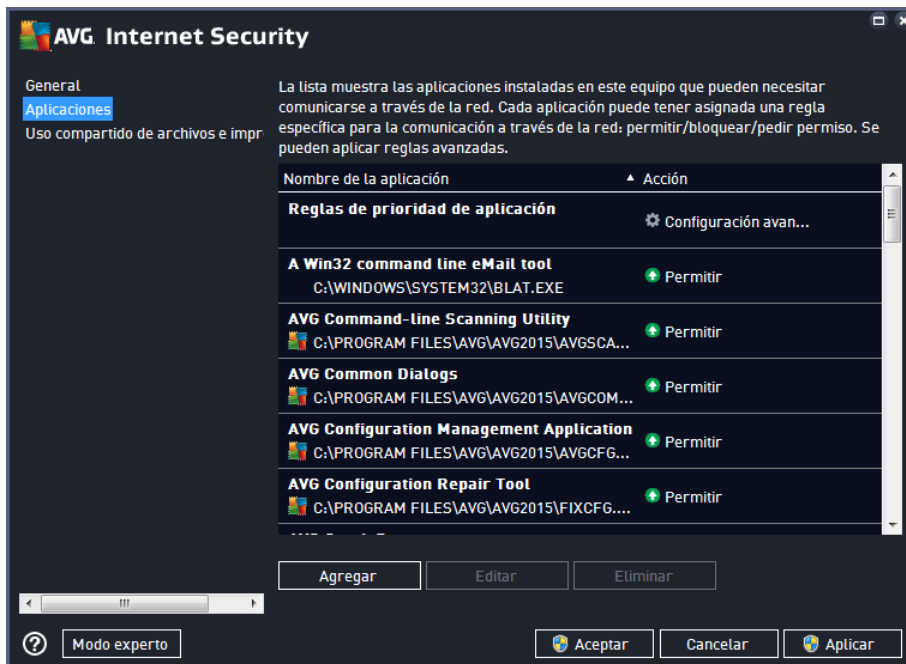 AVG Internet Security
General
Aplicaciones
Uso compartido de archivos e impr
La lista muestra las aplicaciones instaladas en este equipo que pueden necesitar
comunicarse a través de la red. Cada aplicación puede tener asignada una regla
específica para la comunicación a través de la red: permitir/bloquear/pedir permiso. Se
pueden aplicar reglas avanzadas.
Nombre de la aplicación Acción
Reglas de prioridad de aplicación
Configuración avan...
A Win32 command line eMail tool
C:\WINDOWS\SYSTEM32\BLAT.EXE
Permitir
AVG Command-line Scanning Utility
C:\PROGRAM FILES\AVG\AVG2015\AVGSCA...
Permitir
AVG Common Dialogs
C:\PROGRAM FILES\AVG\AVG2015\AVGCOM...
Permitir
AVG Configuration Management Application
C:\PROGRAM FILES\AVG\AVG2015\AVGCFG...
Permitir
AVG Configuration Repair Tool
C:\PROGRAM FILES\AVG\AVG2015\FIXCFG....
Permitir
Agregar Editar Eliminar
? Modo experto Aceptar Cancelar Aplicar